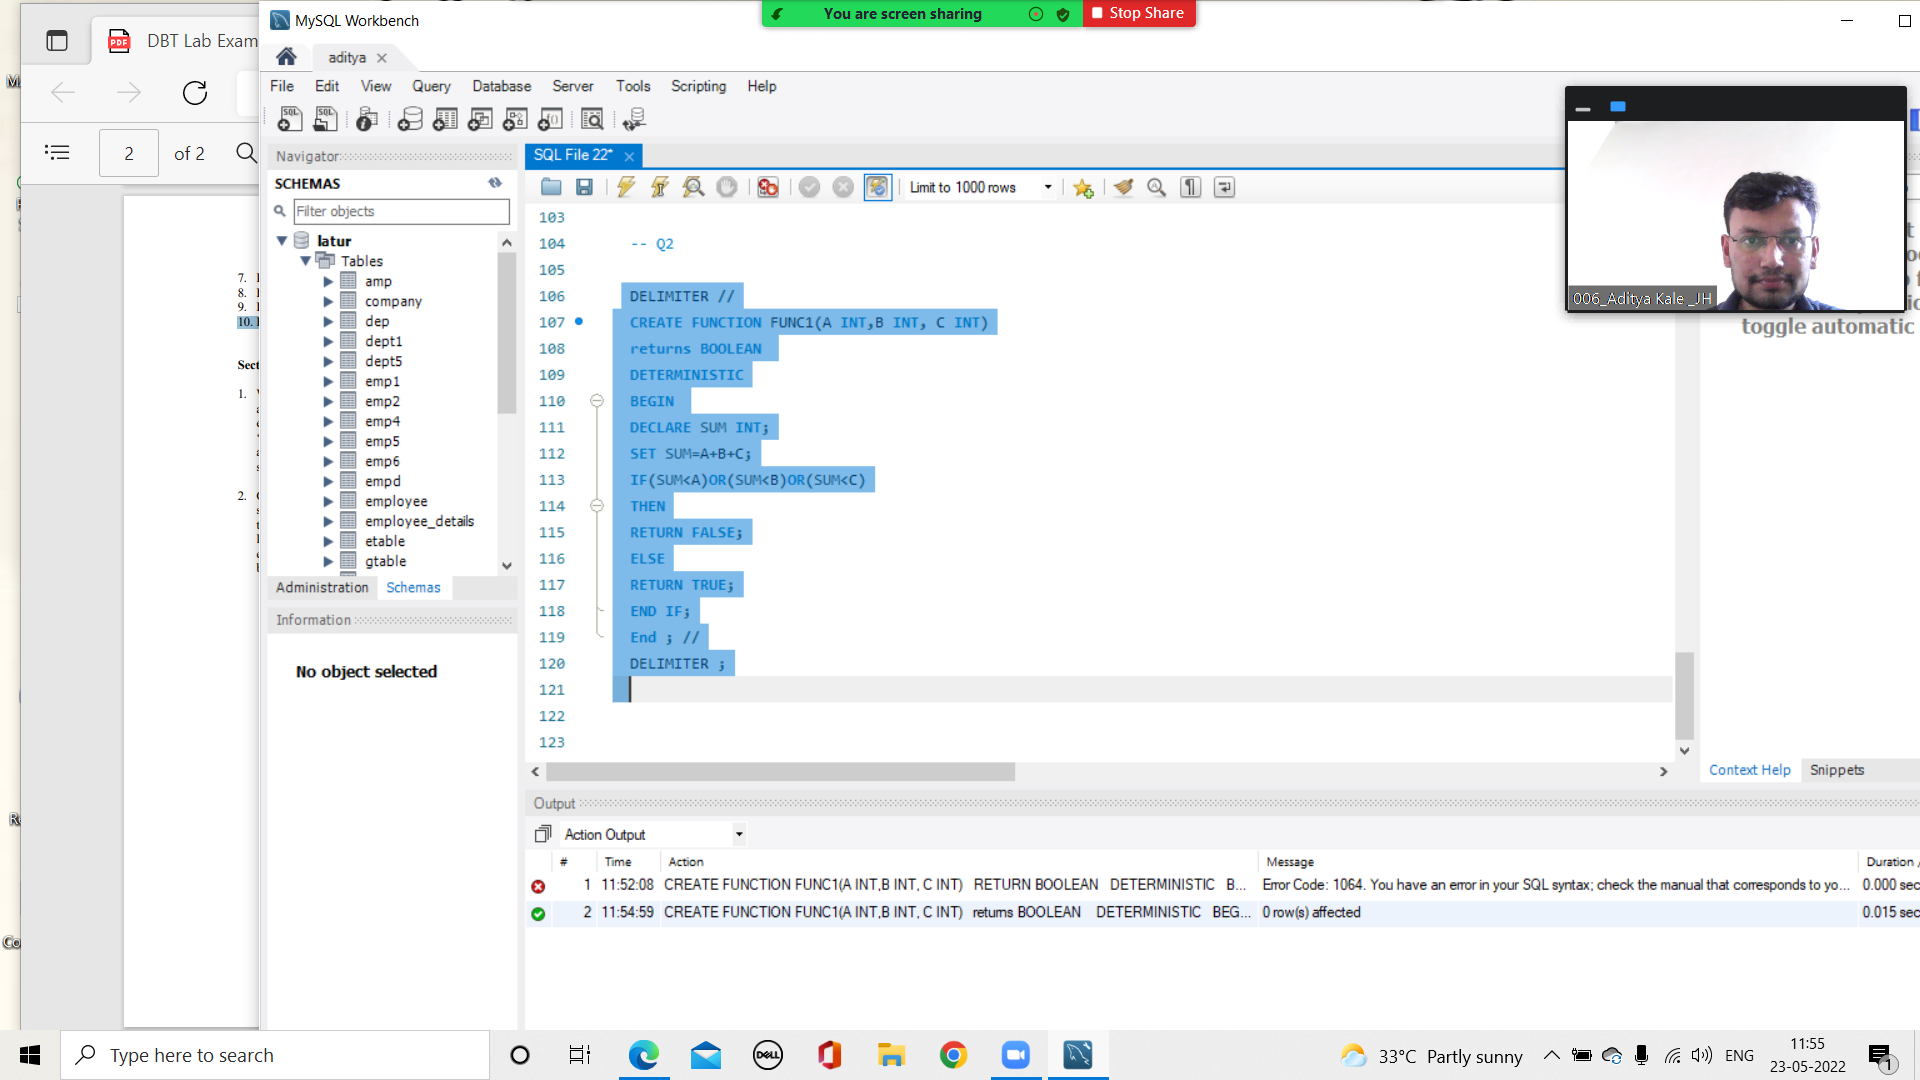 MySQL Workbench
You are screen sharing
Stop Share
DBT Lab Exam
aditya
File Edit View Query Database Server Tools Scripting Help
2 of 2
Navigator
SCHEMAS
Filter objects
latur
Tables
amp
company
dep
dept1
dept5
emp1
emp2
emp4
emp5
emp6
empd
employee
employee_details
etable
gtable
Administration Schemas
Information
No object selected
7.
8.
9.
10.
Sect
1.
2.
SQL File 22*
Limit to 1000 rows
103
104 -- Q2
105
106 DELIMITER //
107 CREATE FUNCTION FUNC1(A INT,B INT, C INT)
108 returns BOOLEAN
109 DETERMINISTIC
110 BEGIN
111 DECLARE SUM INT;
112 SET SUM=A+B+C;
113 IF(SUM<A)OR(SUM<B)OR(SUM<C)
114 THEN
115 RETURN FALSE;
116 ELSE
117 RETURN TRUE;
118 END IF;
119 End ; //
120 DELIMITER ;
121
122
123
006_Aditya Kale _JH
toggle automatic
Context Help Snippets
Output
Action Output
# Time Action Message Duration /
1 11:52:08 CREATE FUNCTION FUNC1(A INT,B INT, C INT) RETURN BOOLEAN DETERMINISTIC B... Error Code: 1064. You have an error in your SQL syntax; check the manual that corresponds to yo... 0.000 sec
2 11:54:59 CREATE FUNCTION FUNC1(A INT,B INT, C INT) returns BOOLEAN DETERMINISTIC BEG... 0 row(s) affected 0.015 sec
Type here to search
DELL
33°C Partly sunny
ENG
11:55
23-05-2022
1